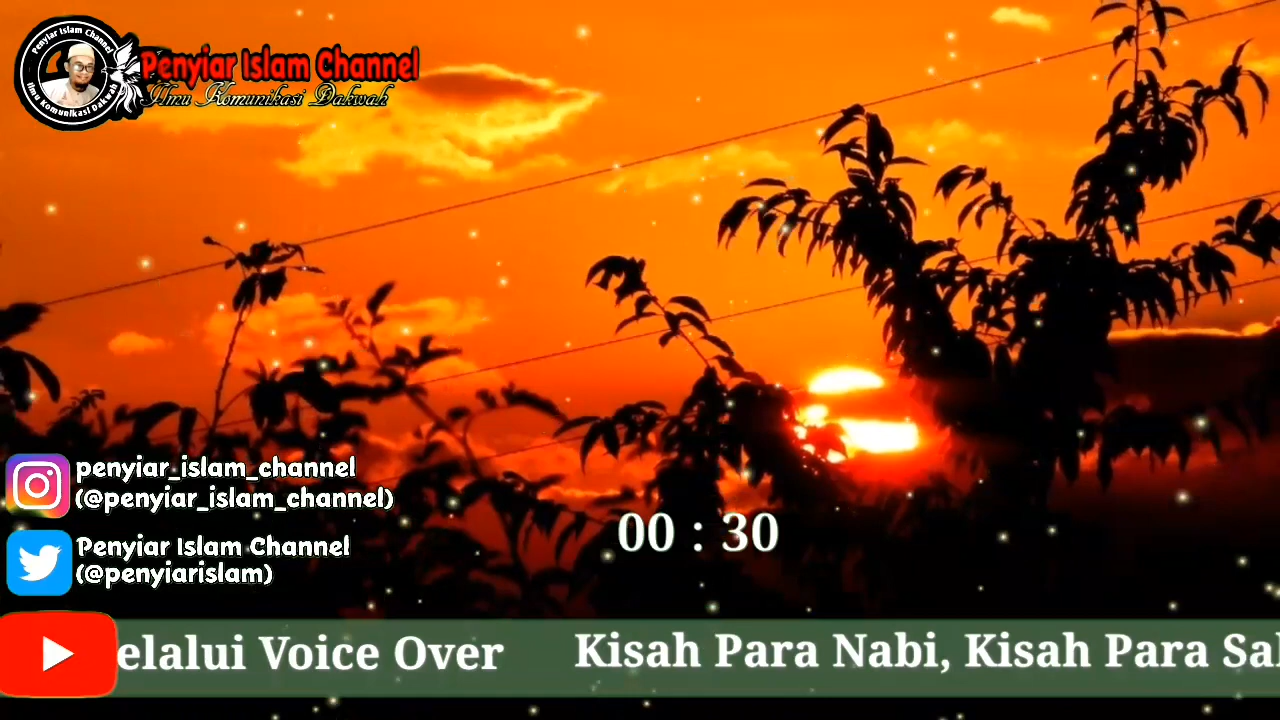 Penyiar Islam Channel
Ilmu Komunikasi Dakwah
Penyiar Islam Channel
Ilmu Komunikasi Dakwah
penyiar_islam_channel
(@penyiar_islam_channel)
00 : 30
Penyiar Islam Channel
(@penyiarislam)
elalui Voice Over Kisah Para Nabi, Kisah Para Sa